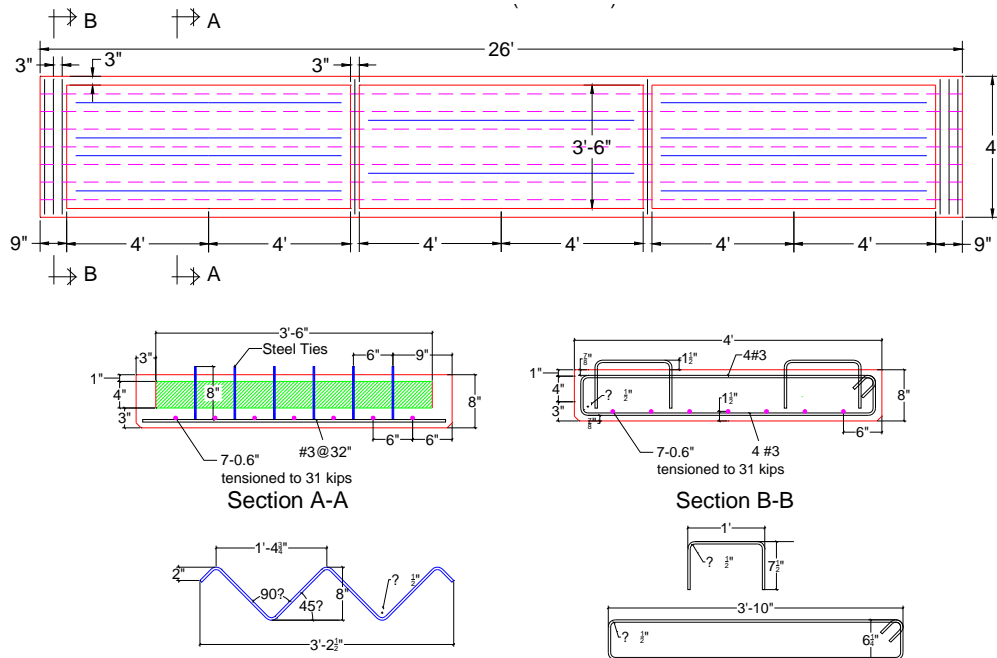 B A
26'
3" 3" 3"
3'-6"
4
9" 4' 4' 4' 4' 4' 4' 9"
B A
3'-6"
Steel Ties
3" 6" 9"
1"
4" 8" 8"
3"
#3@32" 6" 6"
7-0.6"
tensioned to 31 kips
Section A-A
4'
7/8" 1 1/2" 4#3
1"
4" ? 1/2" 1 1/2" 8"
3"
7/8" 6"
7-0.6" 4 #3
tensioned to 31 kips
Section B-B
1'-4 3/4"
2" ? 1/2"
90? 45? 8"
3'-2 1/2"
1'
? 1/2" 7 1/2"
3'-10"
? 1/2" 6 1/4"